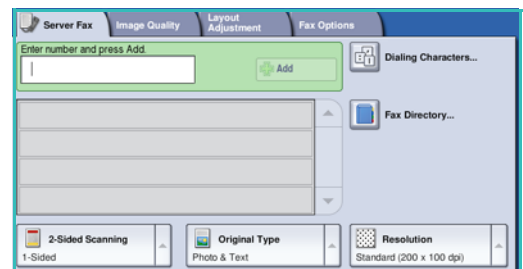 Server Fax
Image Quality
Layout
Adjustment
Fax Options
Enter number and press Add.
Add
Dialing Characters...
Fax Directory...
2-Sided Scanning
1-Sided
Original Type
Photo & Text
Resolution
Standard (200 x 100 dpi)